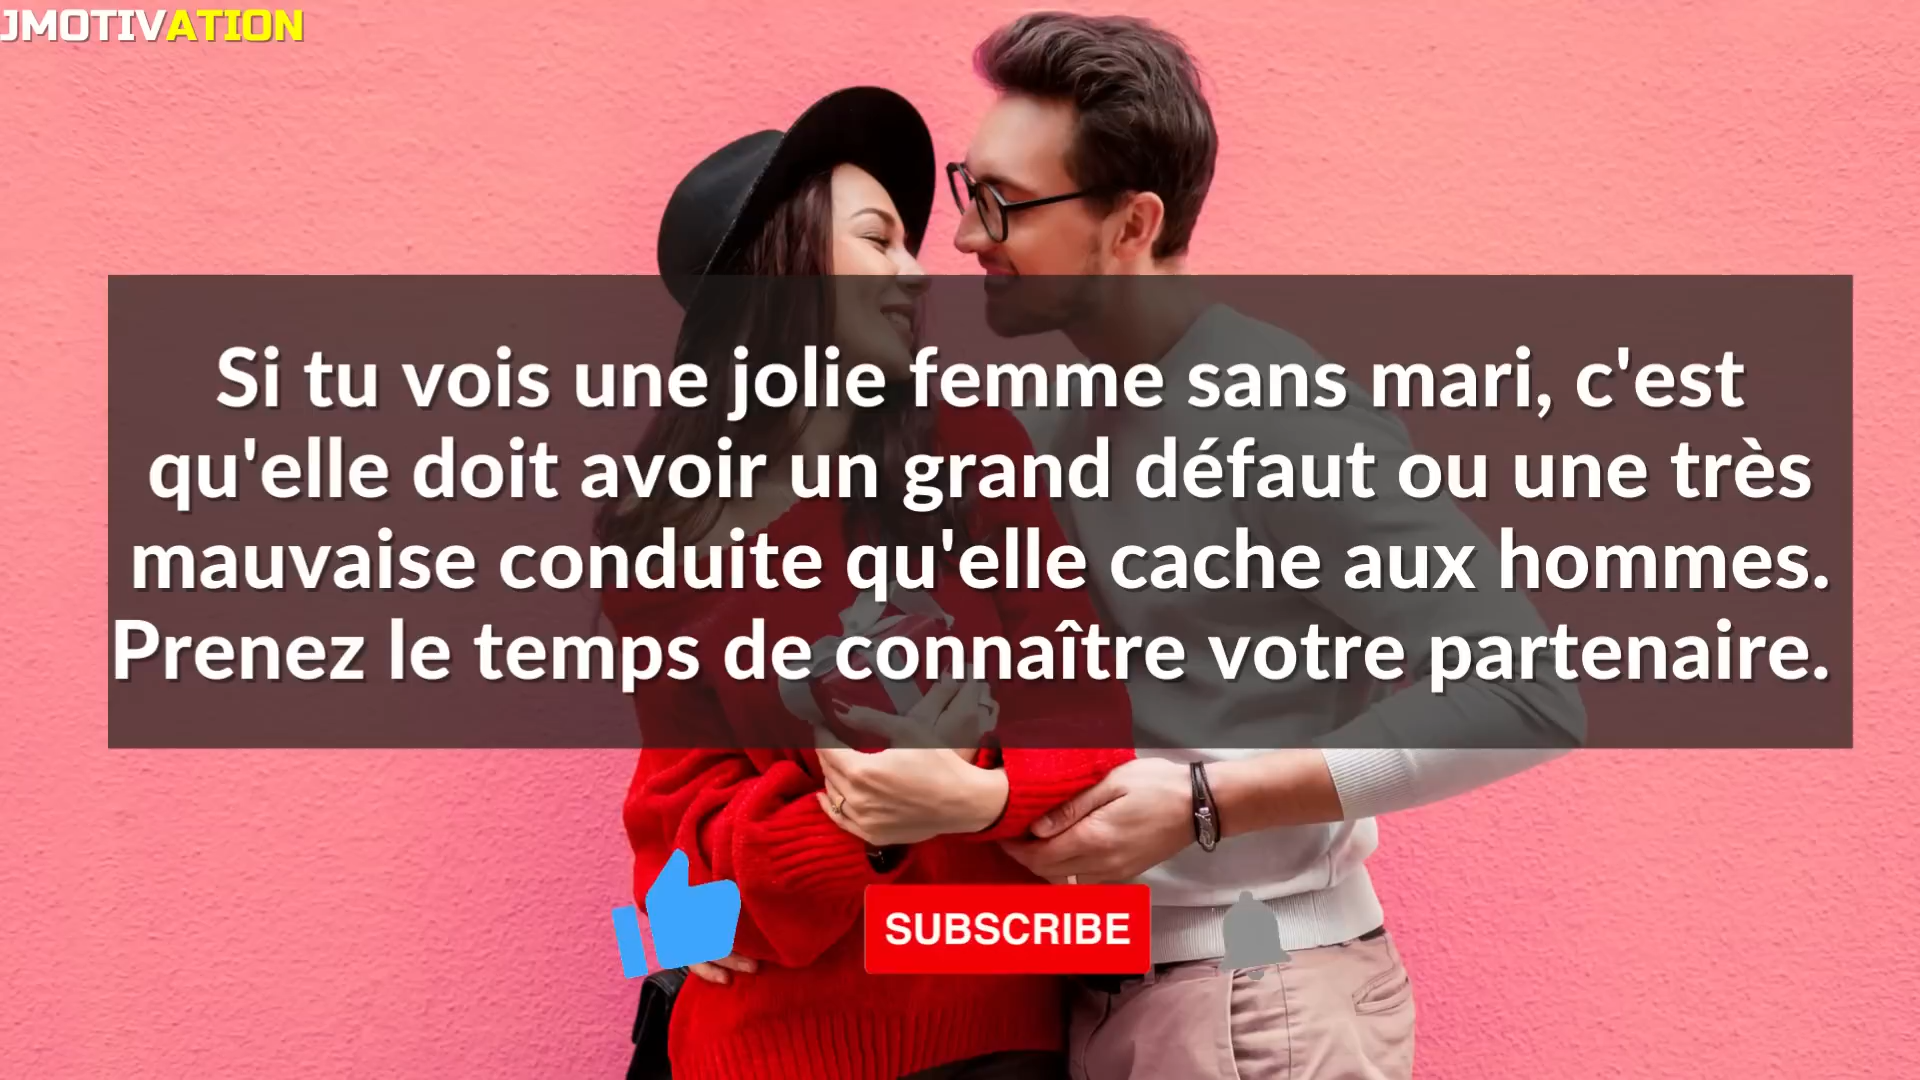 JMOTIVATION
Si tu vois une jolie femme sans mari, c'est
qu'elle doit avoir un grand défaut ou une très
mauvaise conduite qu'elle cache aux hommes.
Prenez le temps de connaître votre partenaire.
SUBSCRIBE